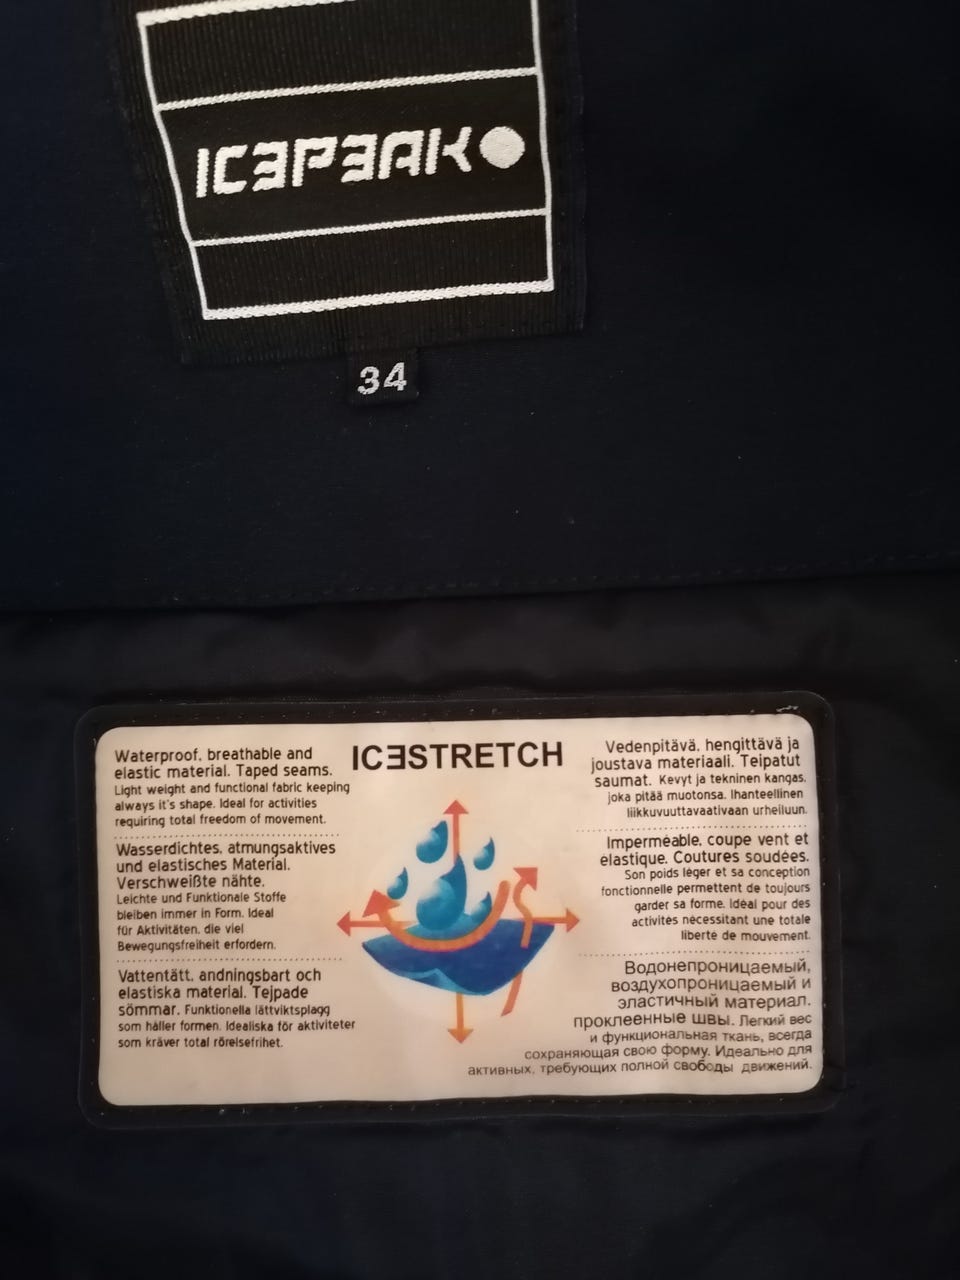 ICEPEAK
34
ICESTRETCH
Waterproof, breathable and
elastic material. Taped seams.
Light weight and functional fabric keeping
always it's shape. Ideal for activities
requiring total freedom of movement.
Wasserdichtes, atmungsaktives
und elastisches Material.
Verschweißte nähte.
Leichte und Funktionale Stoffe
bleiben immer in Form. Ideal
für Aktivitäten, die viel
Bewegungsfreiheit erfordern.
Vattentätt, andningsbart och
elastiska material. Tejpade
sömmar. Funktionella lättviktsplagg
som håller formen. Idealiska för aktiviteter
som kräver total rörelsefrihet.
Vedenpitävä, hengittävä ja
joustava materiaali. Teipatut
saumat. Kevyt ja tekninen kangas,
joka pitää muotonsa. Ihanteellinen
liikkuvuuttavaativaan urheiluun.
Imperméable, coupe vent et
élastique. Coutures soudées.
Son poids léger et sa conception
fonctionnelle permettent de toujours
garder sa forme. Idéal pour des
activités nécessitant une totale
liberté de mouvement.
Водонепроницаемый,
воздухопроницаемый и
эластичный материал.
проклеенные швы. Легкий вес
и функциональная ткань, всегда
сохраняющая свою форму. Идеально для
активных, требующих полной свободы движений.